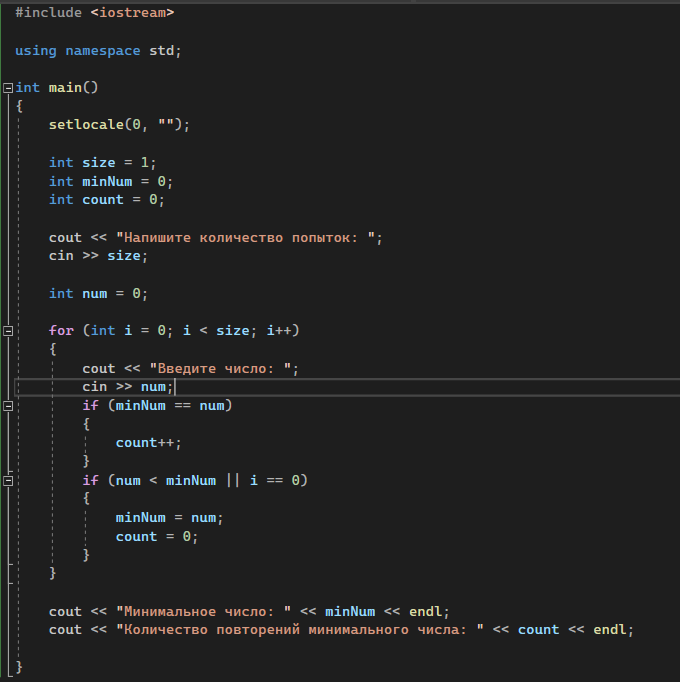 #include <iostream>
using namespace std;
int main()
{
setlocale(0, "");
int size = 1;
int minNum = 0;
int count = 0;
cout << "Напишите количество попыток: ";
cin >> size;
int num = 0;
for (int i = 0; i < size; i++)
{
cout << "Введите число: ";
cin >> num;
if (minNum == num)
{
count++;
}
if (num < minNum || i == 0)
{
minNum = num;
count = 0;
}
}
cout << "Минимальное число: " << minNum << endl;
cout << "Количество повторений минимального числа: " << count << endl;
}